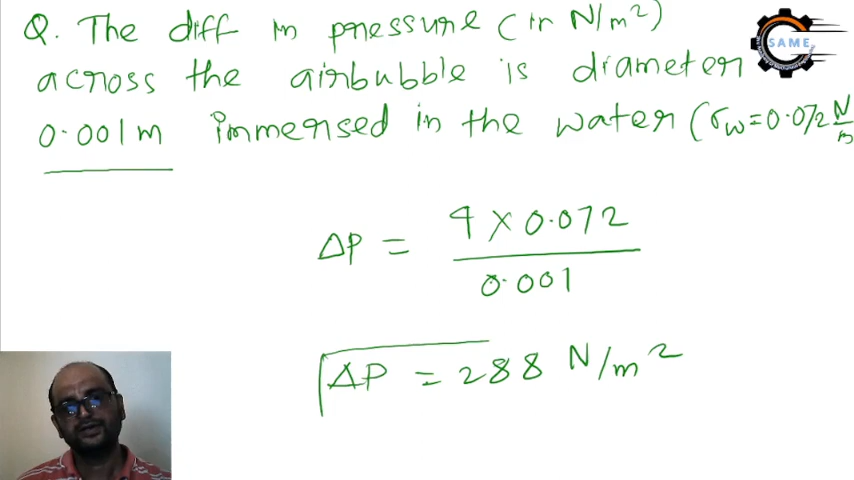 Q. The diff in pressure (in N/m²)
across the airbubble is diameter
0.001m immersed in the water (σw=0.072 N/m
SAME
ΔP = 4 × 0.072 / 0.001
ΔP = 288 N/m²